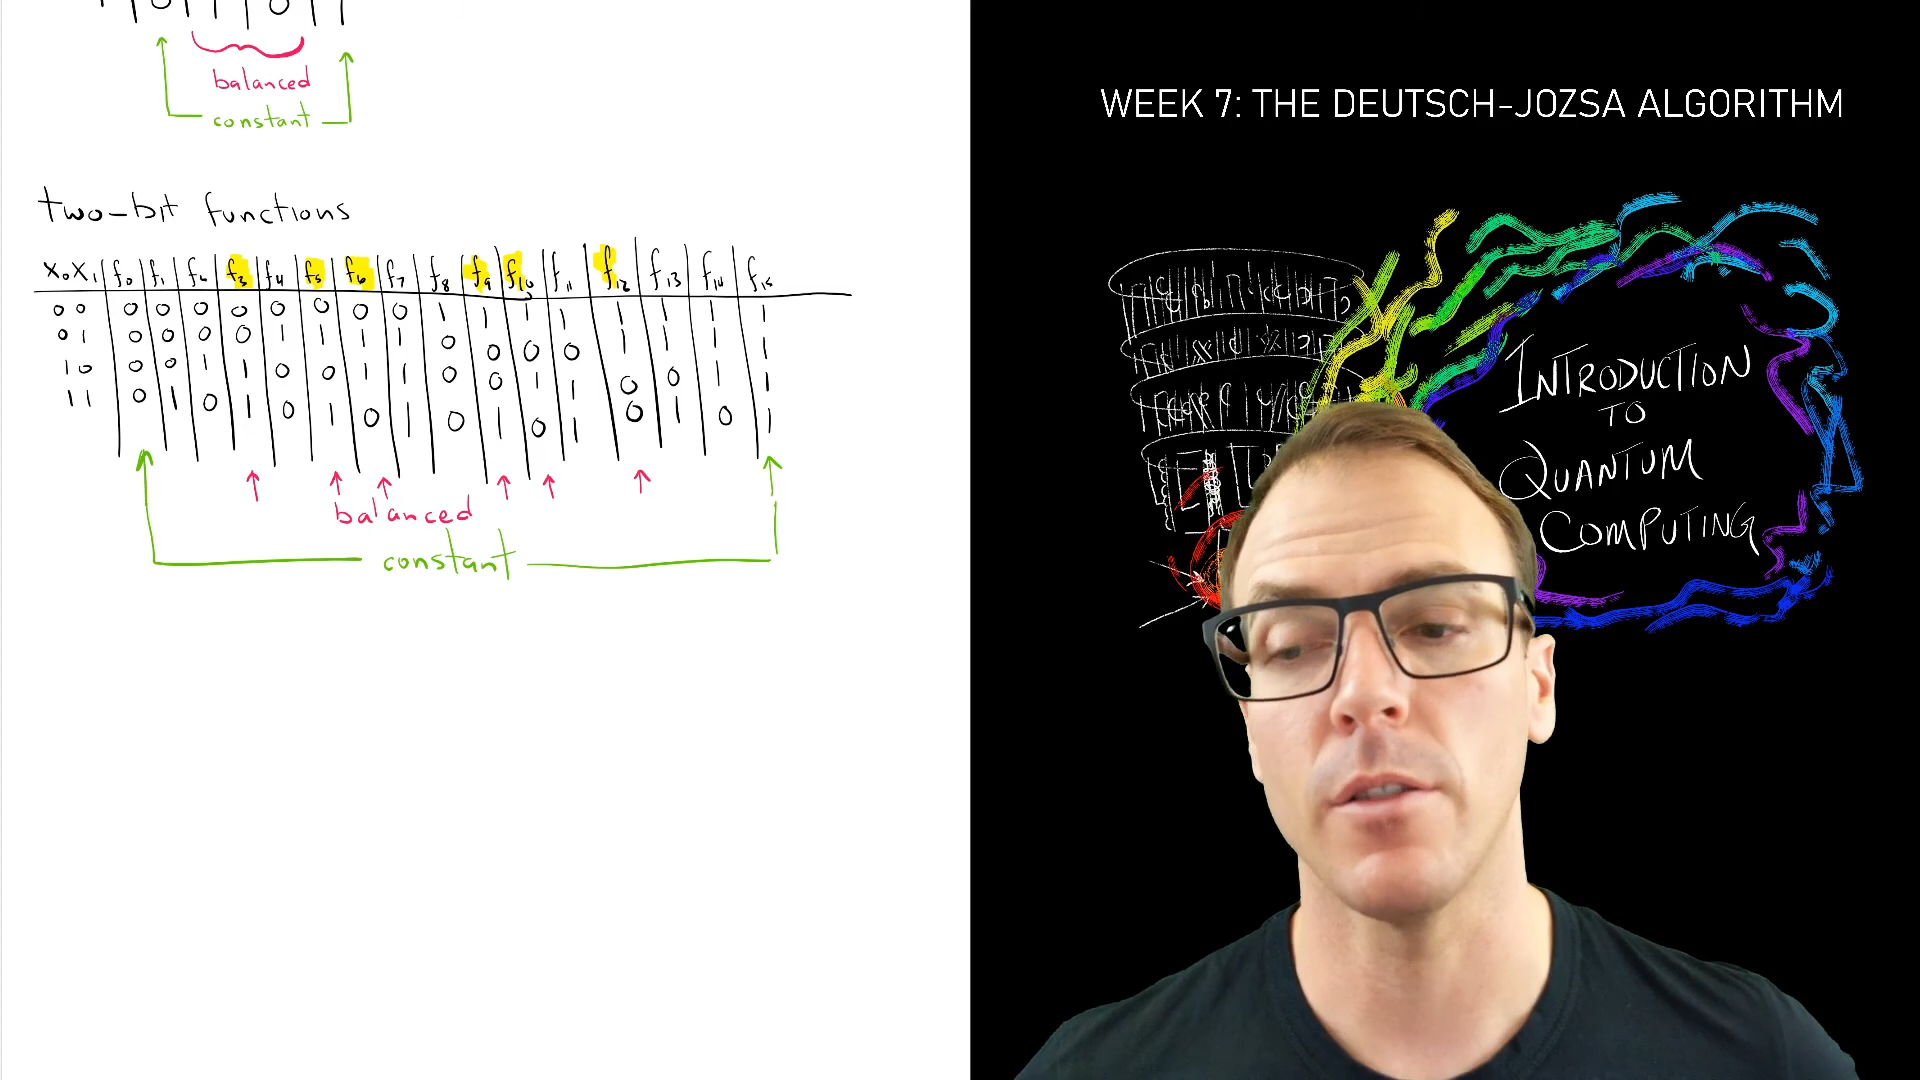 balanced
constant
two-bit functions
x₀x₁ f₀ f₁ f₂ f₃ f₄ f₅ f₆ f₇ f₈ f₉ f₁₀ f₁₁ f₁₂ f₁₃ f₁₄ f₁₅
00 0 0 0 0 0 0 0 0 1 1 1 1 1 1 1 1
01 0 0 0 0 1 1 1 1 0 0 0 0 1 1 1 1
10 0 0 1 1 0 0 1 1 0 0 1 1 0 0 1 1
11 0 1 0 1 0 1 0 1 0 1 0 1 0 1 0 1
balanced
constant
WEEK 7: THE DEUTSCH-JOZSA ALGORITHM
INTRODUCTION
TO
QUANTUM
COMPUTING